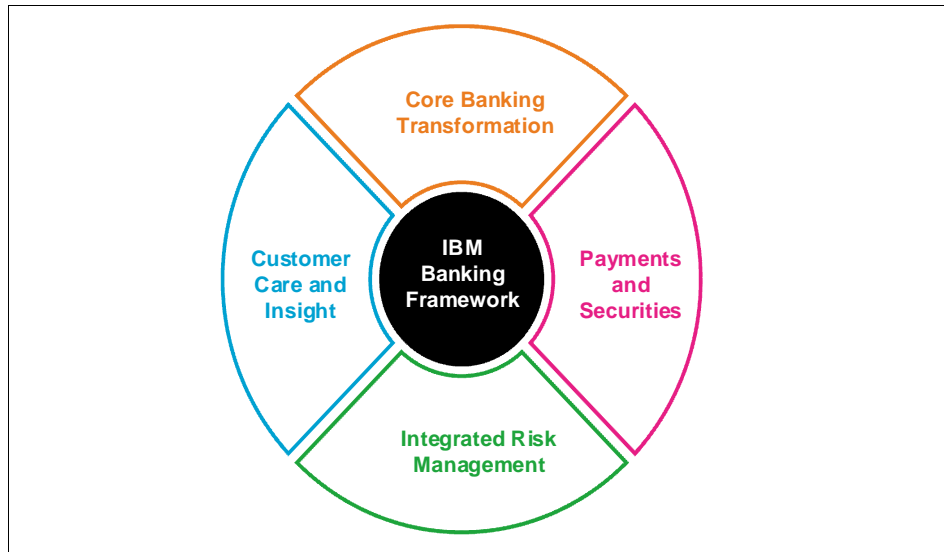 Core Banking
Transformation
Customer
Care and
Insight
IBM
Banking
Framework
Payments
and
Securities
Integrated Risk
Management